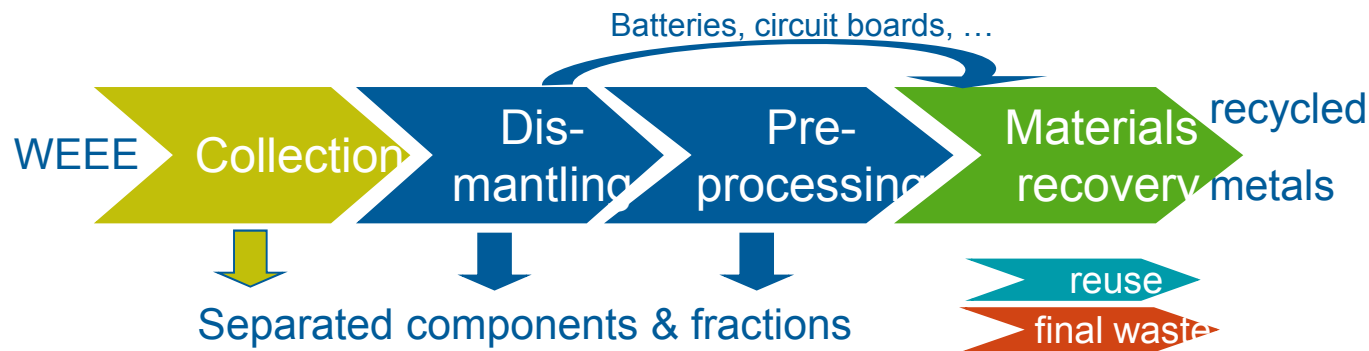 Batteries, circuit boards, …
WEEE
Collection
Dis-
mantling
Pre-
processing
Materials
recovery
recycled
metals
Separated components & fractions
reuse
final waste